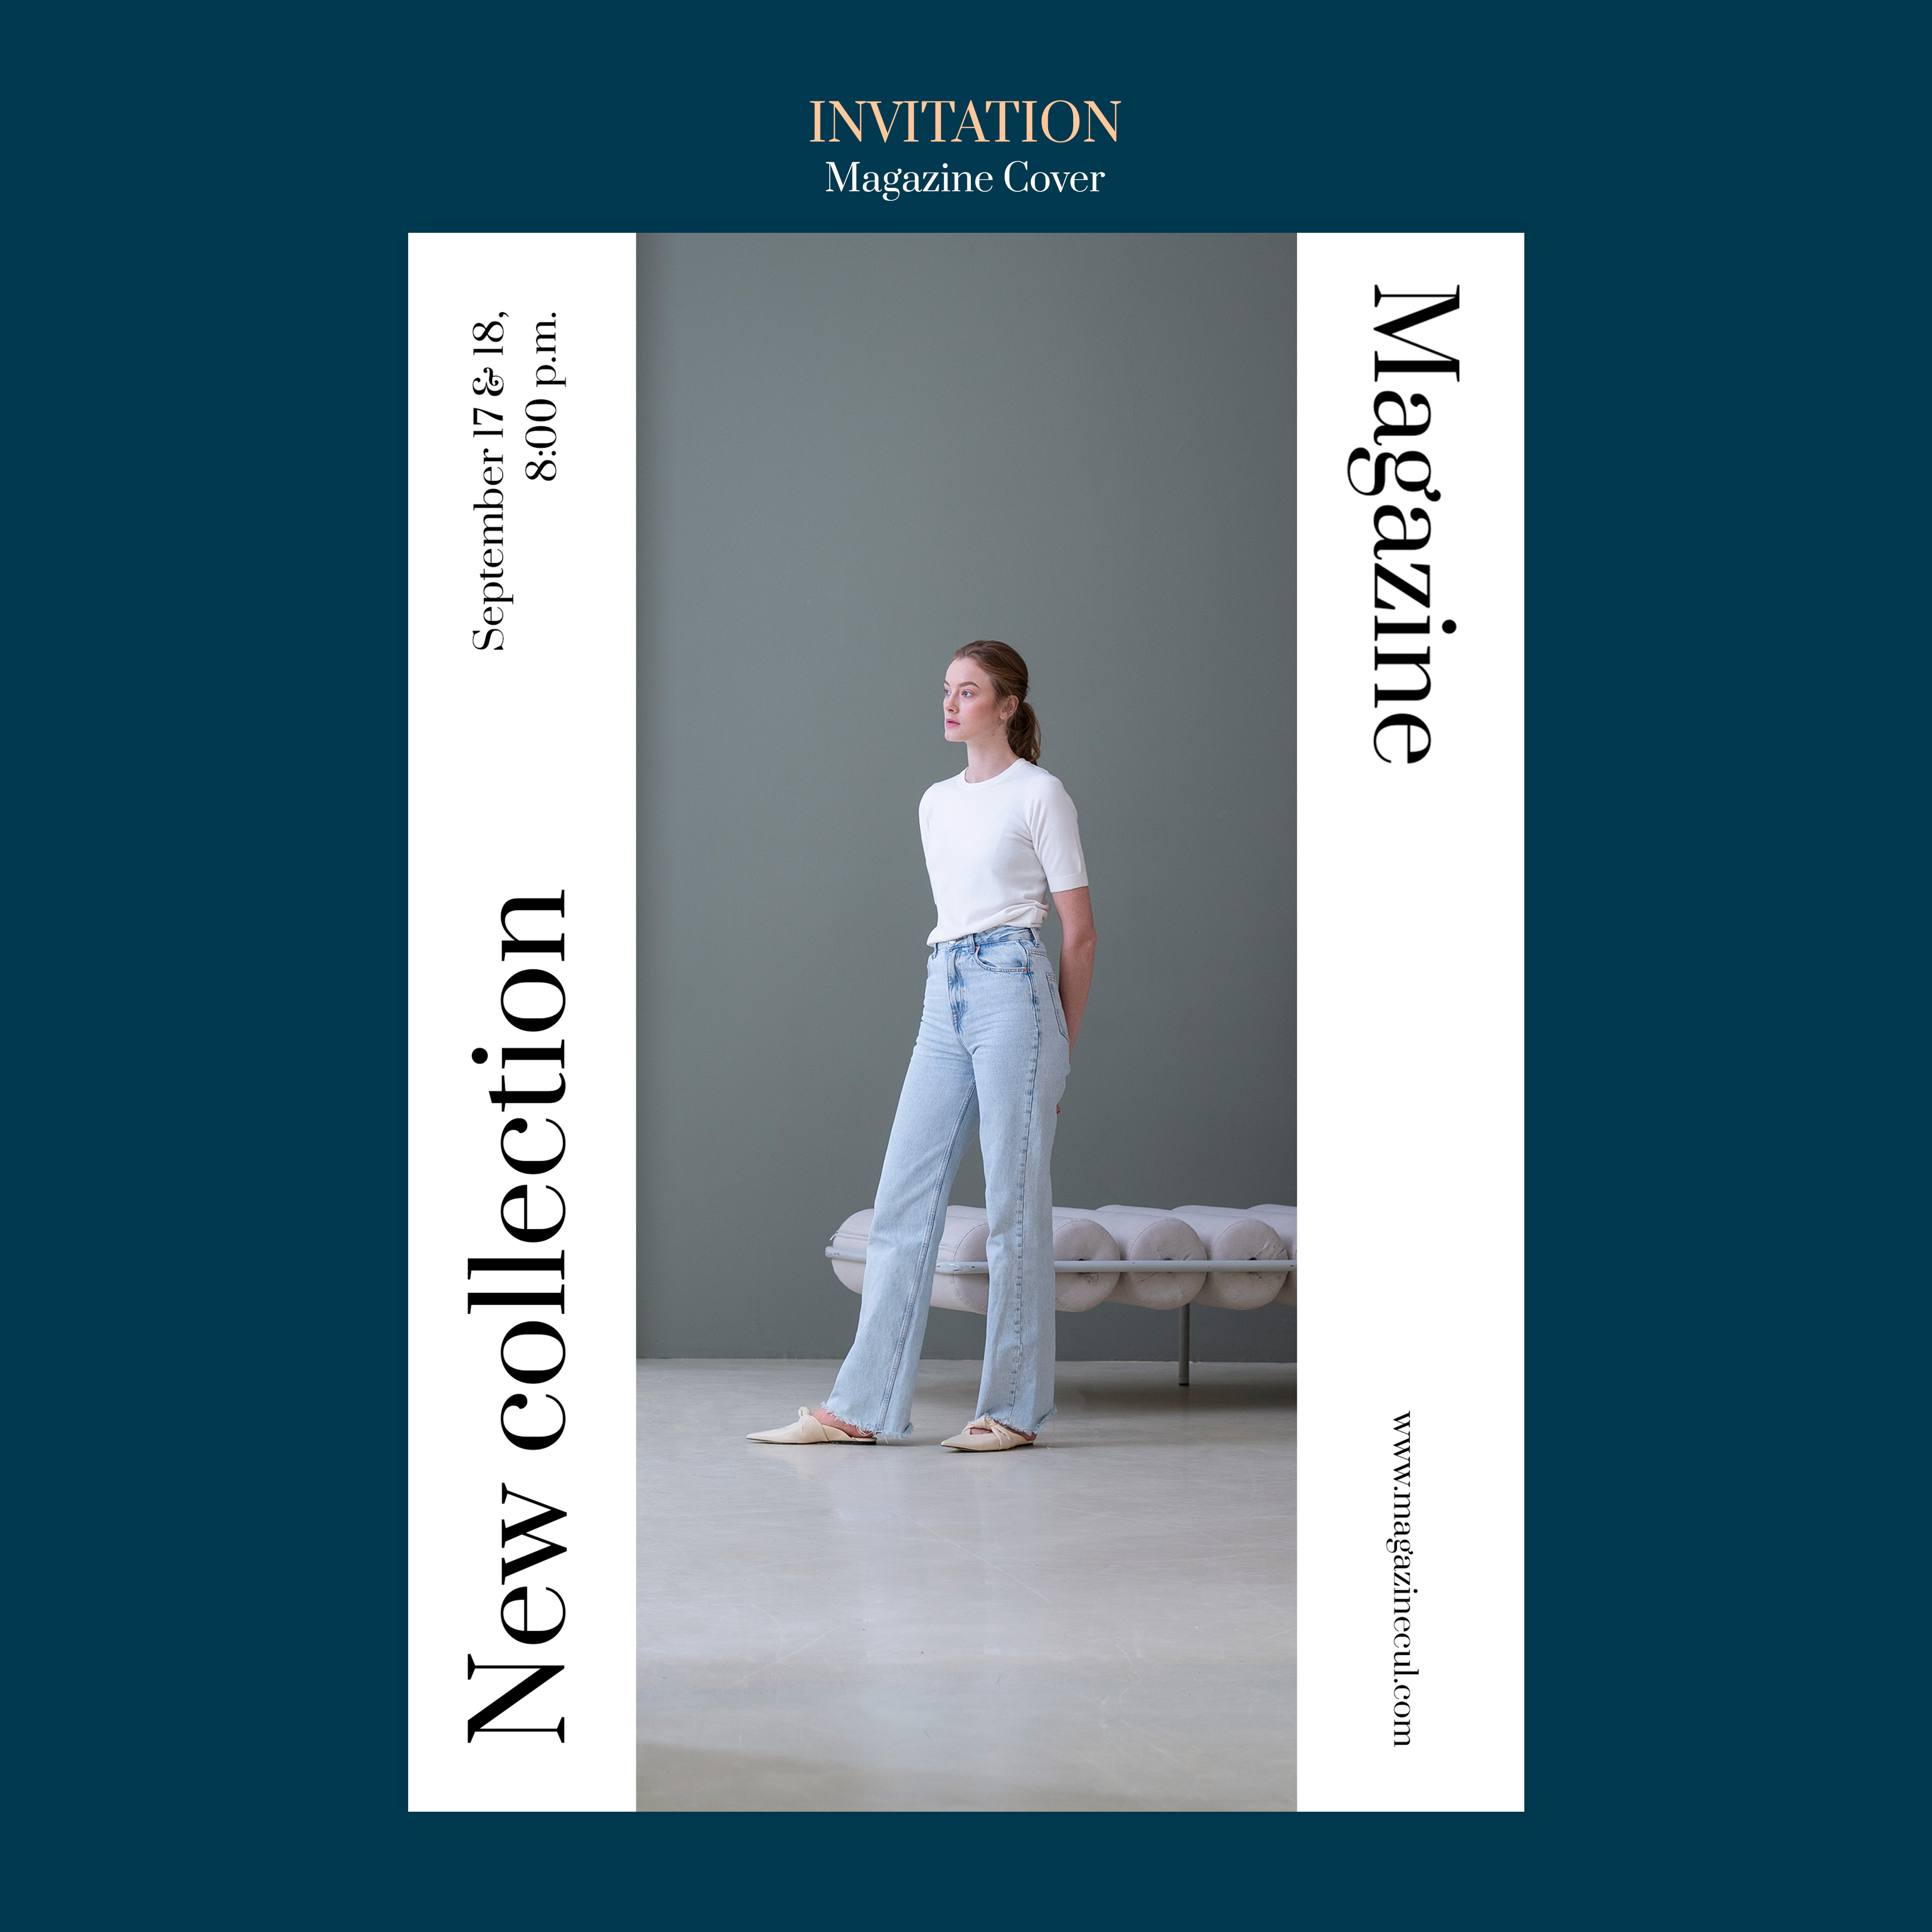 INVITATION
Magazine Cover
September 17 & 18,
8:00 p.m.
New collection
Magazine
www.magazinecul.com